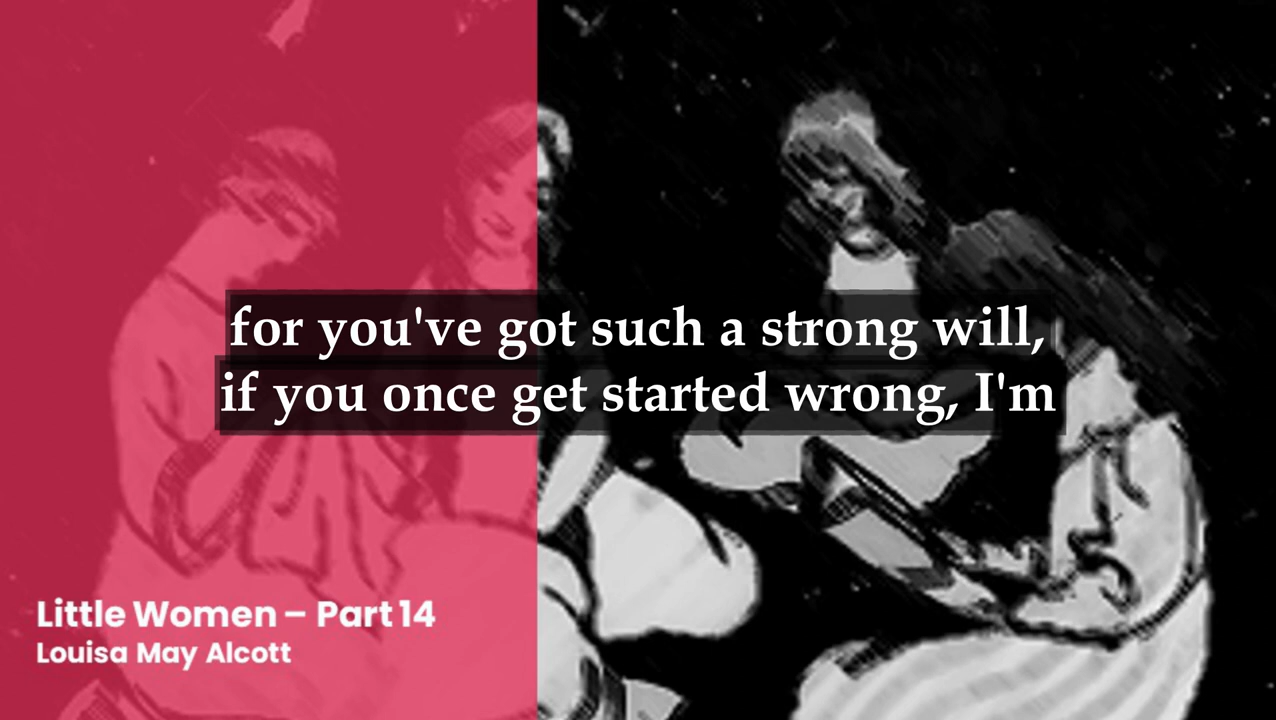 for you've got such a strong will,
if you once get started wrong, I'm
Little Women – Part 14
Louisa May Alcott